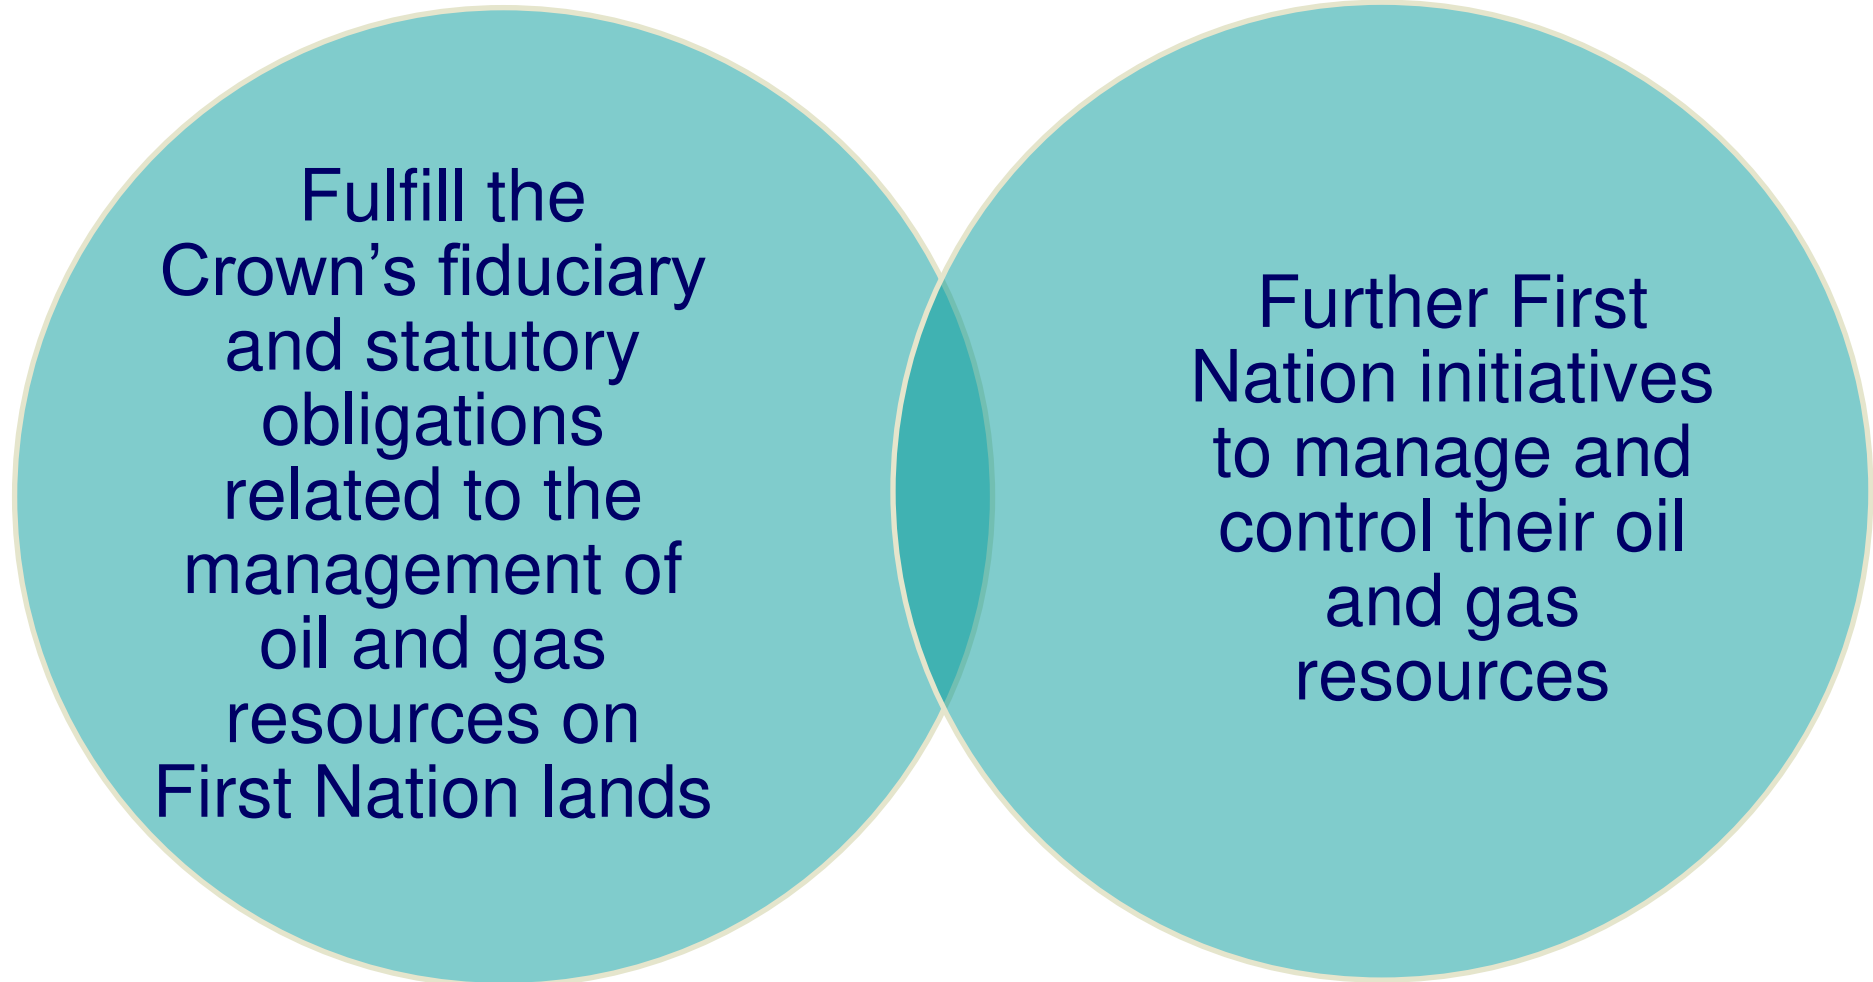 Fulfill the
Crown’s fiduciary
and statutory
obligations
related to the
management of
oil and gas
resources on
First Nation lands
Further First
Nation initiatives
to manage and
control their oil
and gas
resources